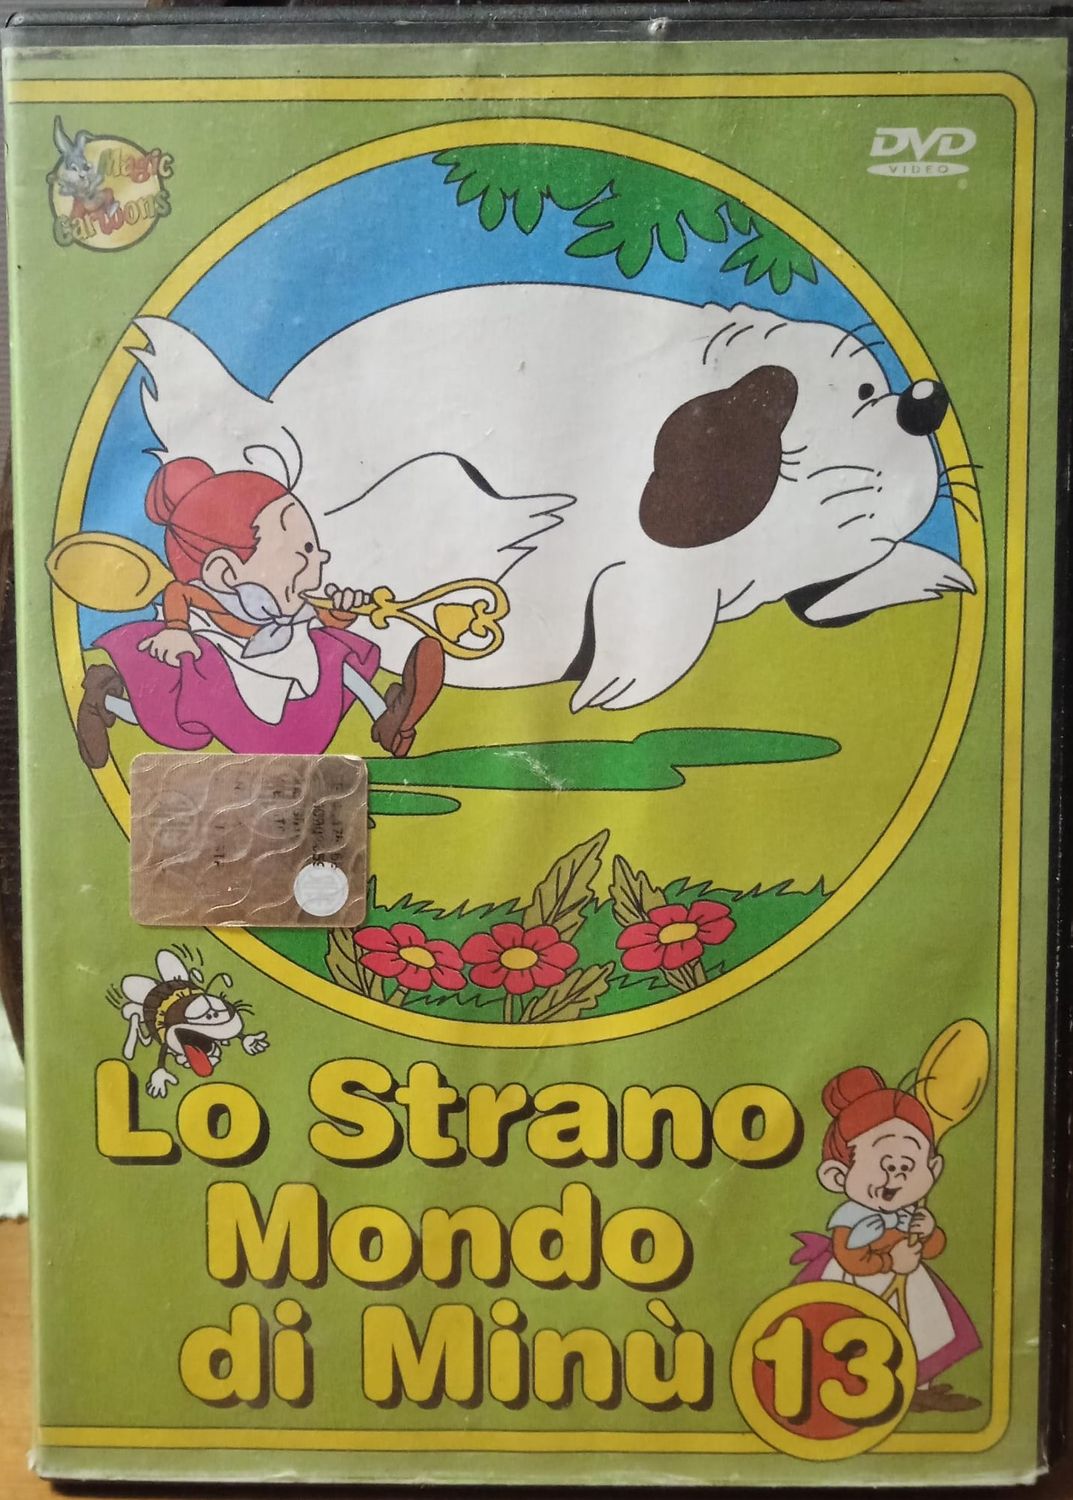 Magic
Cartoons
DVD
VIDEO
Lo Strano
Mondo
di Minù
13